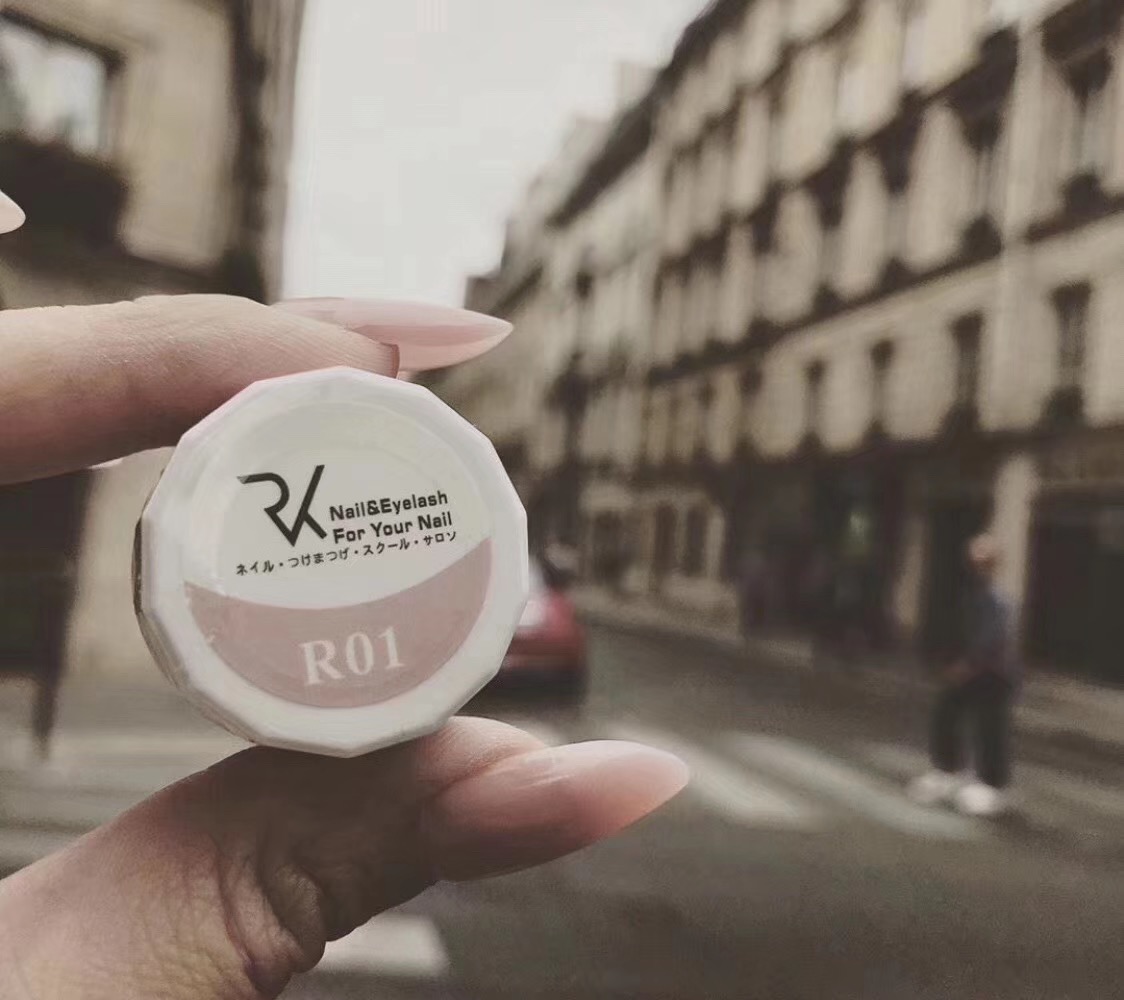 RK
Nail&Eyelash
For Your Nail
ネイル・つけまつげ・スクール・サロン
R01